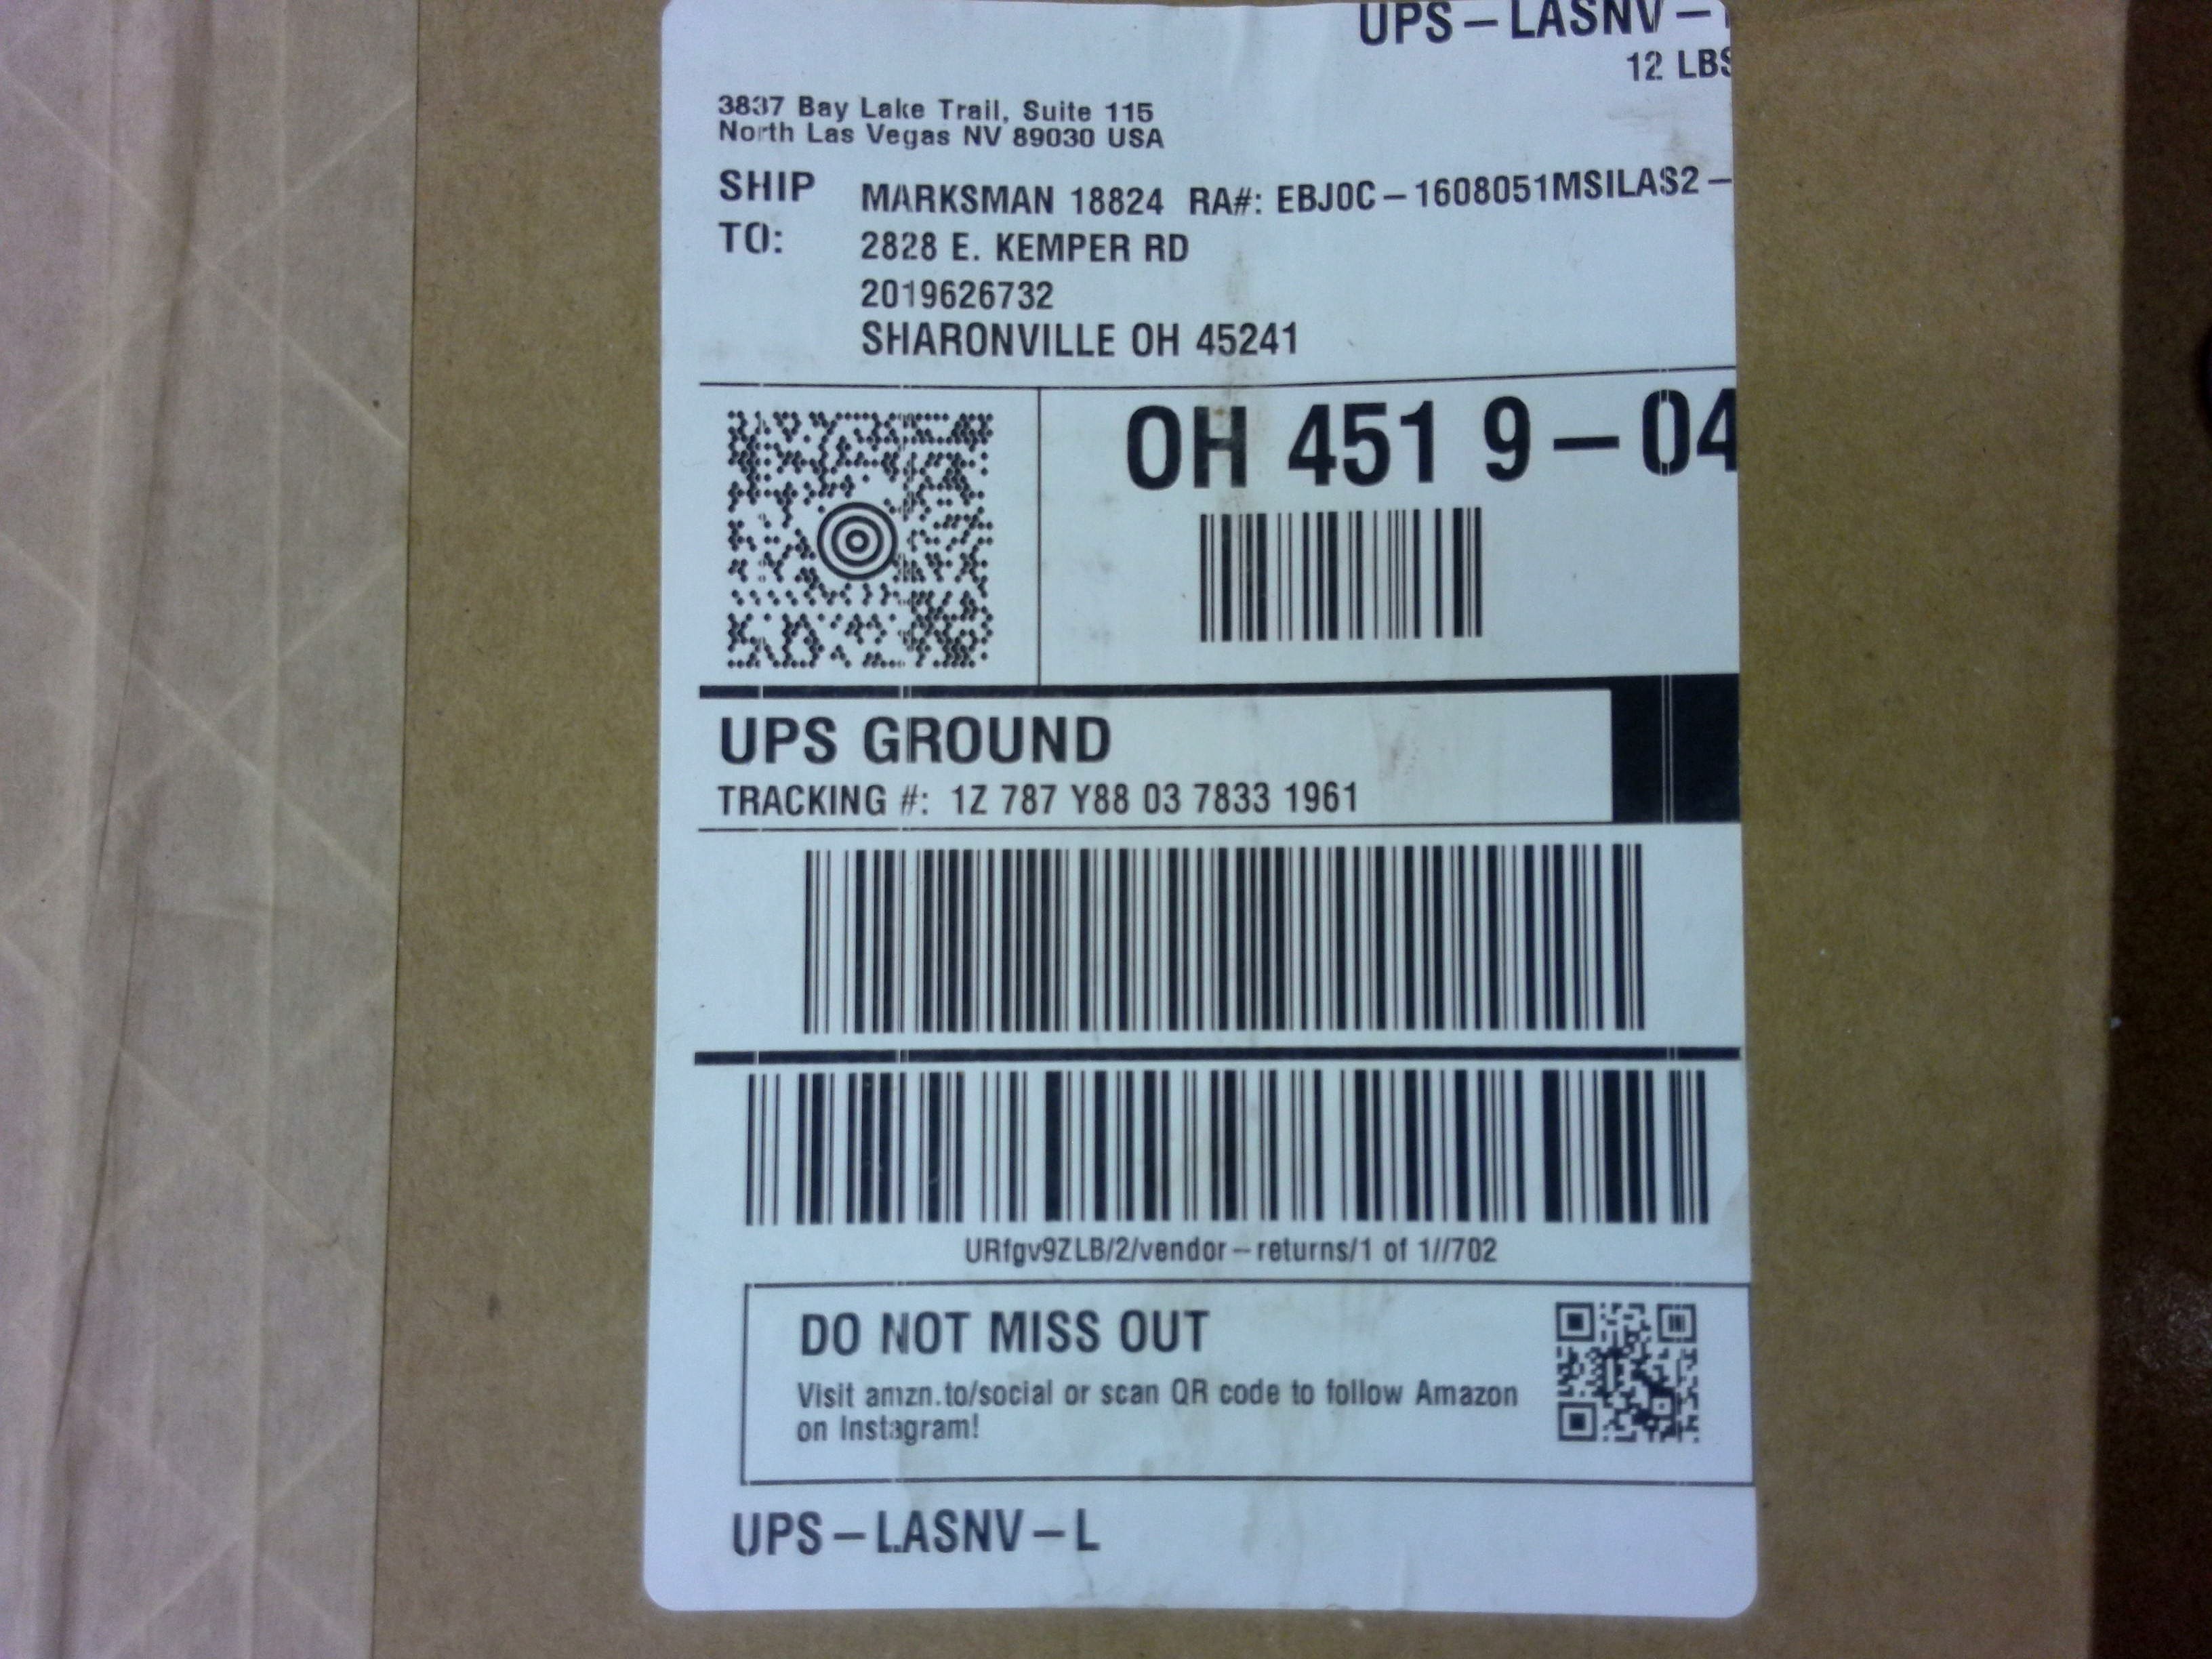 UPS – LASNV –
12 LBS
3837 Bay Lake Trail, Suite 115
North Las Vegas NV 89030 USA
SHIP TO:
MARKSMAN 18824 RA#: EBJ0C – 1608051MSILAS2 –
2828 E. KEMPER RD
2019626732
SHARONVILLE OH 45241
OH 451 9 – 04
UPS GROUND
TRACKING #: 1Z 787 Y88 03 7833 1961
URfgv9ZLB/2/vendor – returns/1 of 1//702
DO NOT MISS OUT
Visit amzn.to/social or scan QR code to follow Amazon
on Instagram!
UPS – LASNV – L